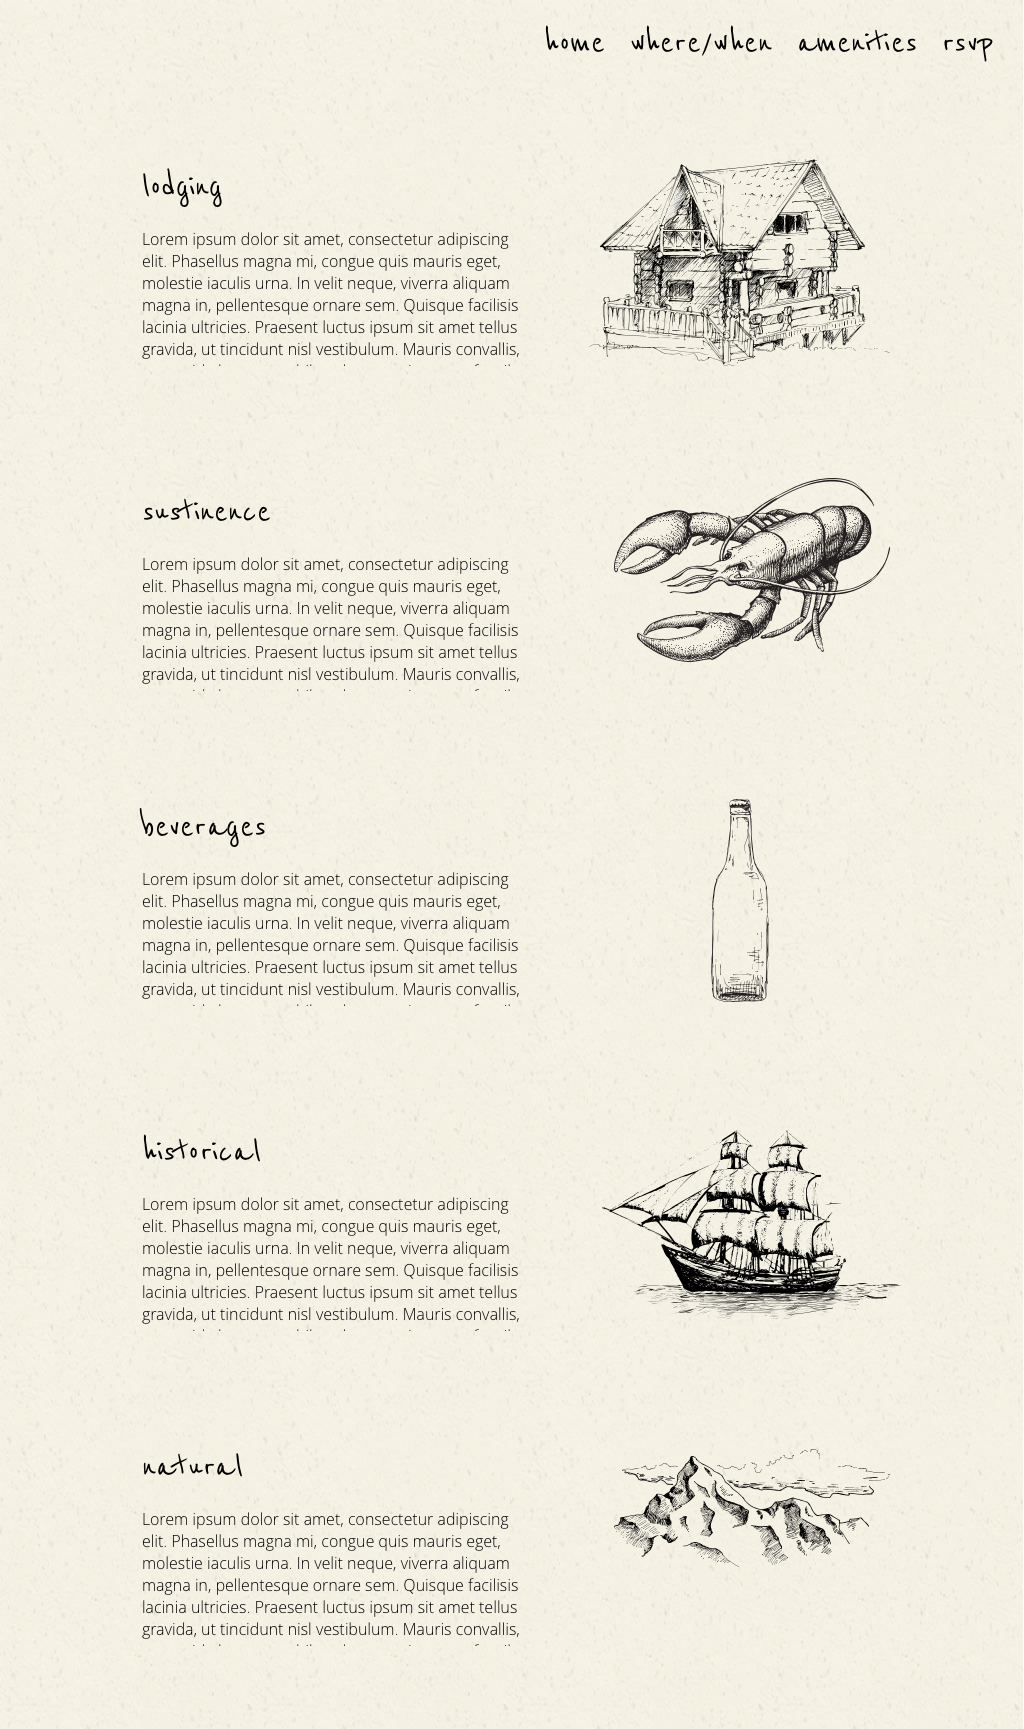 home where/when amenities rsvp
lodging
Lorem ipsum dolor sit amet, consectetur adipiscing
elit. Phasellus magna mi, congue quis mauris eget,
molestie iaculis urna. In velit neque, viverra aliquam
magna in, pellentesque ornare sem. Quisque facilisis
lacinia ultricies. Praesent luctus ipsum sit amet tellus
gravida, ut tincidunt nisl vestibulum. Mauris convallis,
sustinence
Lorem ipsum dolor sit amet, consectetur adipiscing
elit. Phasellus magna mi, congue quis mauris eget,
molestie iaculis urna. In velit neque, viverra aliquam
magna in, pellentesque ornare sem. Quisque facilisis
lacinia ultricies. Praesent luctus ipsum sit amet tellus
gravida, ut tincidunt nisl vestibulum. Mauris convallis,
beverages
Lorem ipsum dolor sit amet, consectetur adipiscing
elit. Phasellus magna mi, congue quis mauris eget,
molestie iaculis urna. In velit neque, viverra aliquam
magna in, pellentesque ornare sem. Quisque facilisis
lacinia ultricies. Praesent luctus ipsum sit amet tellus
gravida, ut tincidunt nisl vestibulum. Mauris convallis,
historical
Lorem ipsum dolor sit amet, consectetur adipiscing
elit. Phasellus magna mi, congue quis mauris eget,
molestie iaculis urna. In velit neque, viverra aliquam
magna in, pellentesque ornare sem. Quisque facilisis
lacinia ultricies. Praesent luctus ipsum sit amet tellus
gravida, ut tincidunt nisl vestibulum. Mauris convallis,
natural
Lorem ipsum dolor sit amet, consectetur adipiscing
elit. Phasellus magna mi, congue quis mauris eget,
molestie iaculis urna. In velit neque, viverra aliquam
magna in, pellentesque ornare sem. Quisque facilisis
lacinia ultricies. Praesent luctus ipsum sit amet tellus
gravida, ut tincidunt nisl vestibulum. Mauris convallis,